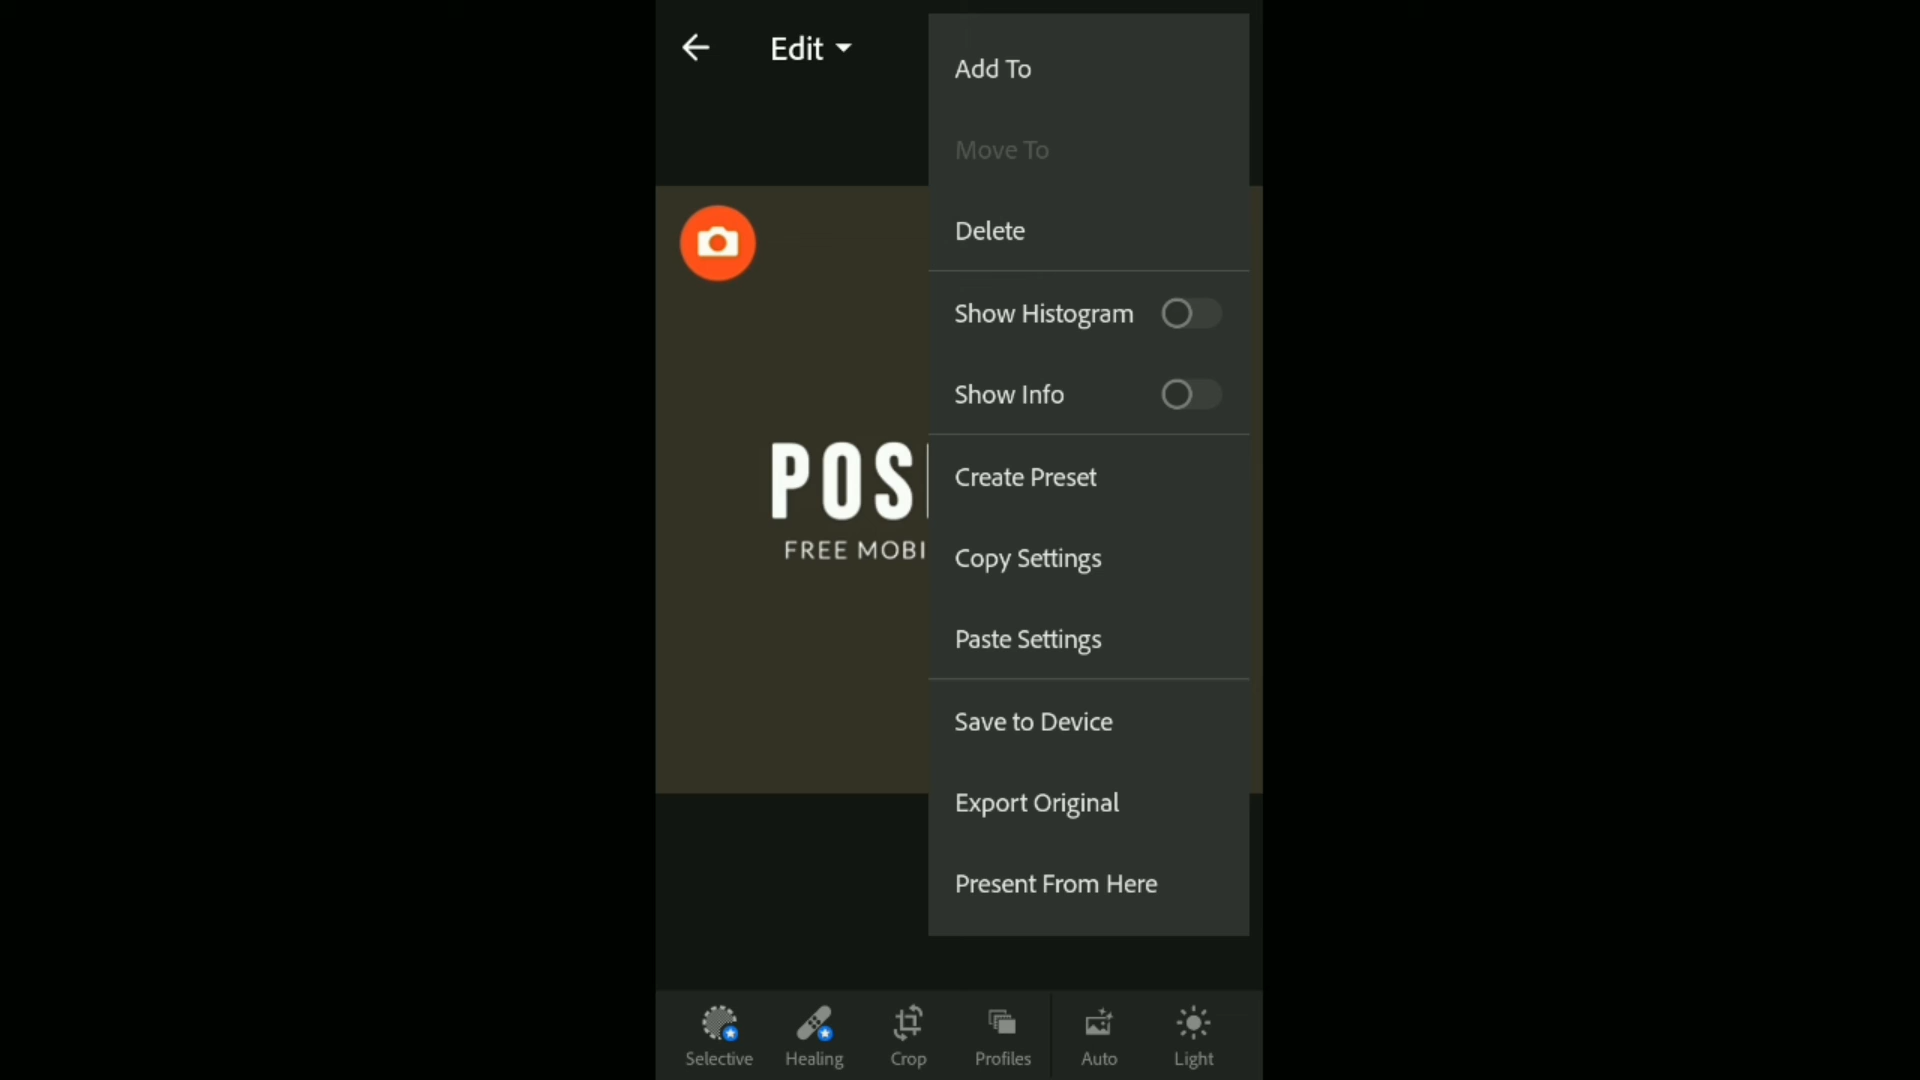 Edit
Add To
Move To
Delete
Show Histogram
Show Info
POS
FREE MOBI
Create Preset
Copy Settings
Paste Settings
Save to Device
Export Original
Present From Here
Selective
Healing
Crop
Profiles
Auto
Light